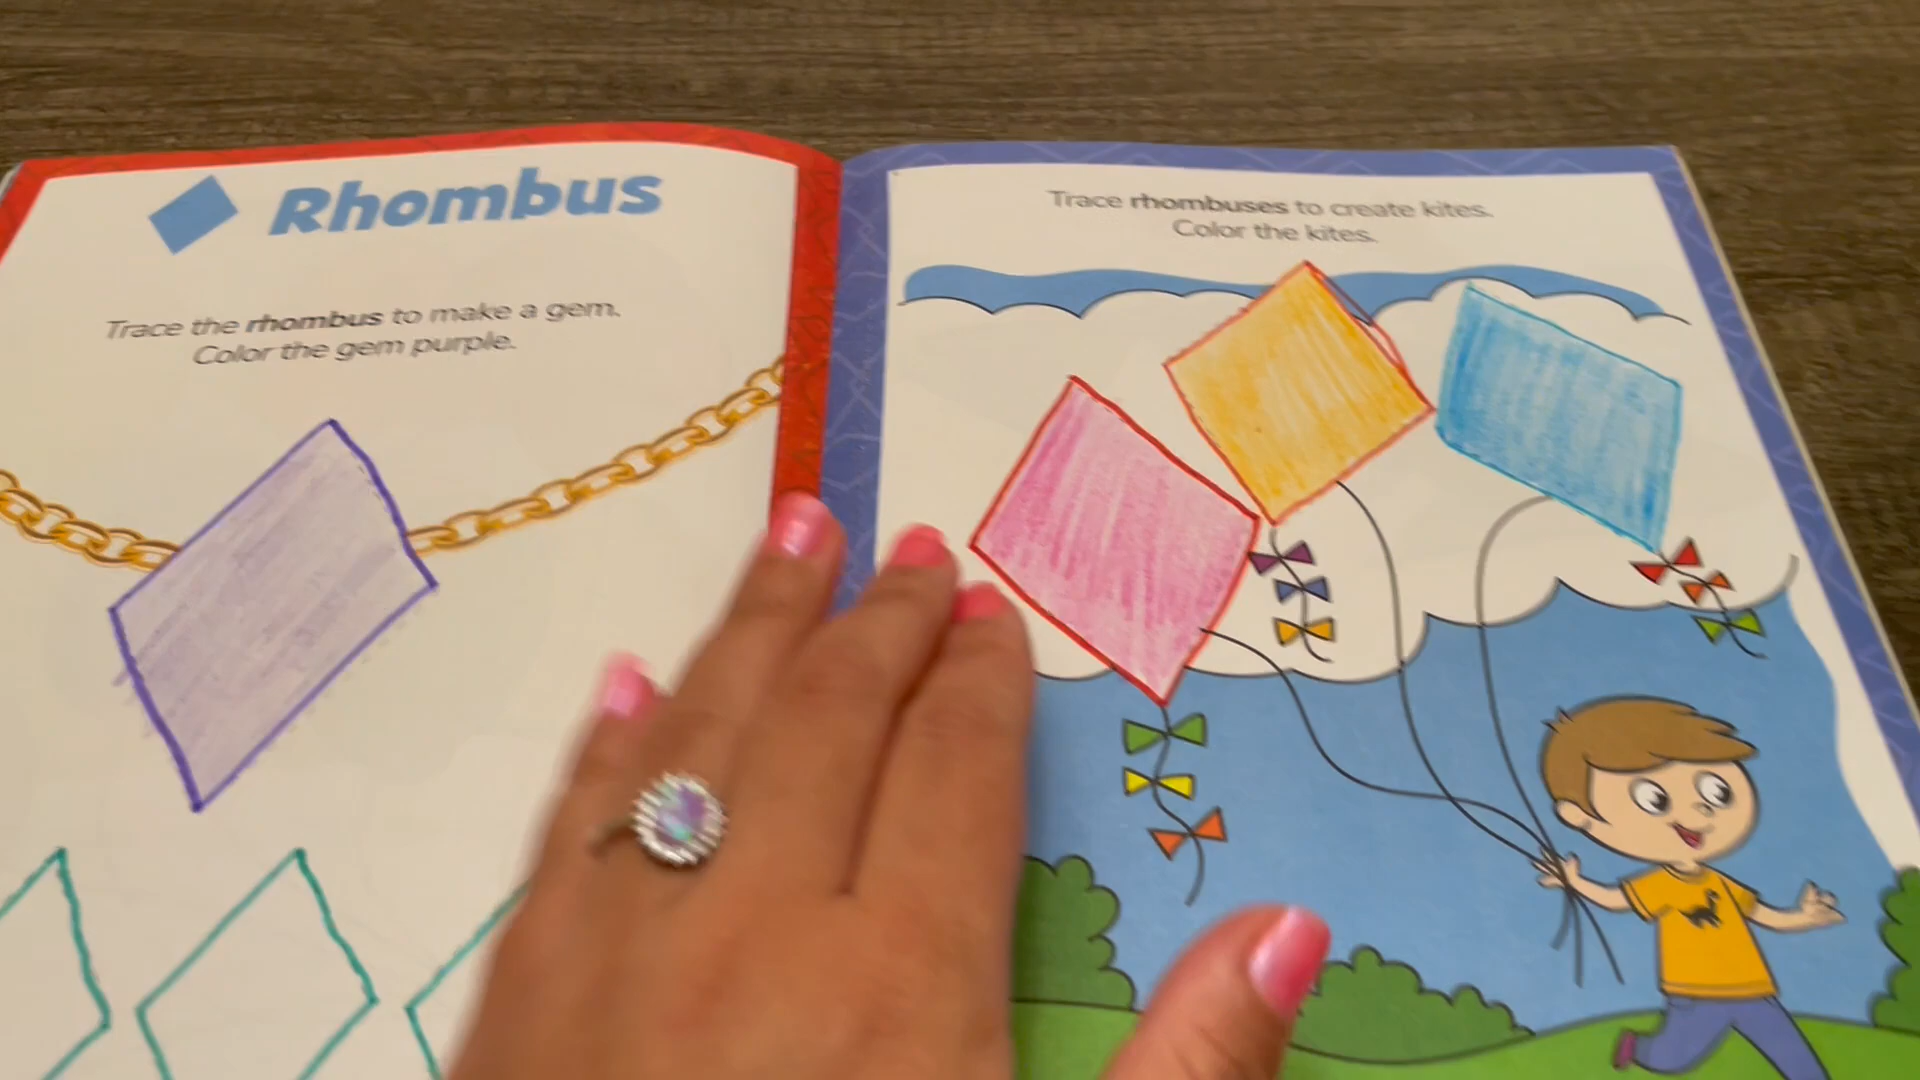 Rhombus
Trace the rhombus to make a gem.
Color the gem purple.
Trace rhombuses to create kites.
Color the kites.